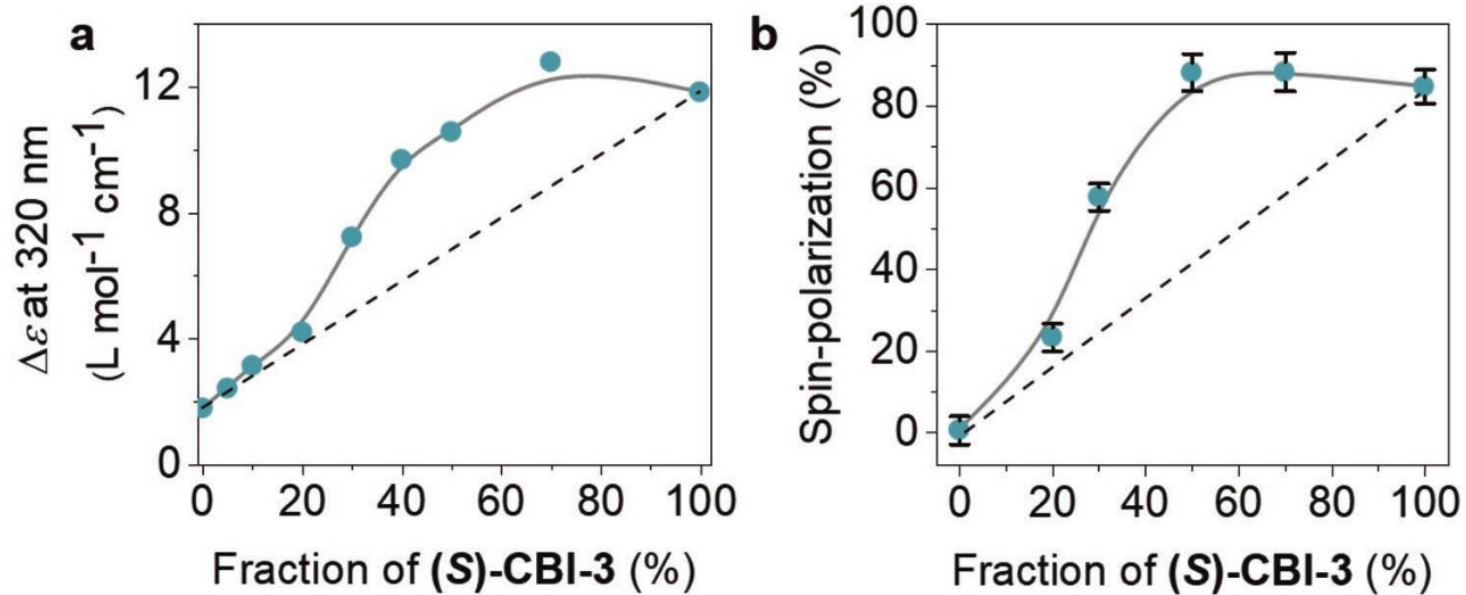 a
Δε at 320 nm
(L mol⁻¹ cm⁻¹)
12
8
4
0
0 20 40 60 80 100
Fraction of (S)-CBI-3 (%)
b
Spin-polarization (%)
100
80
60
40
20
0
0 20 40 60 80 100
Fraction of (S)-CBI-3 (%)